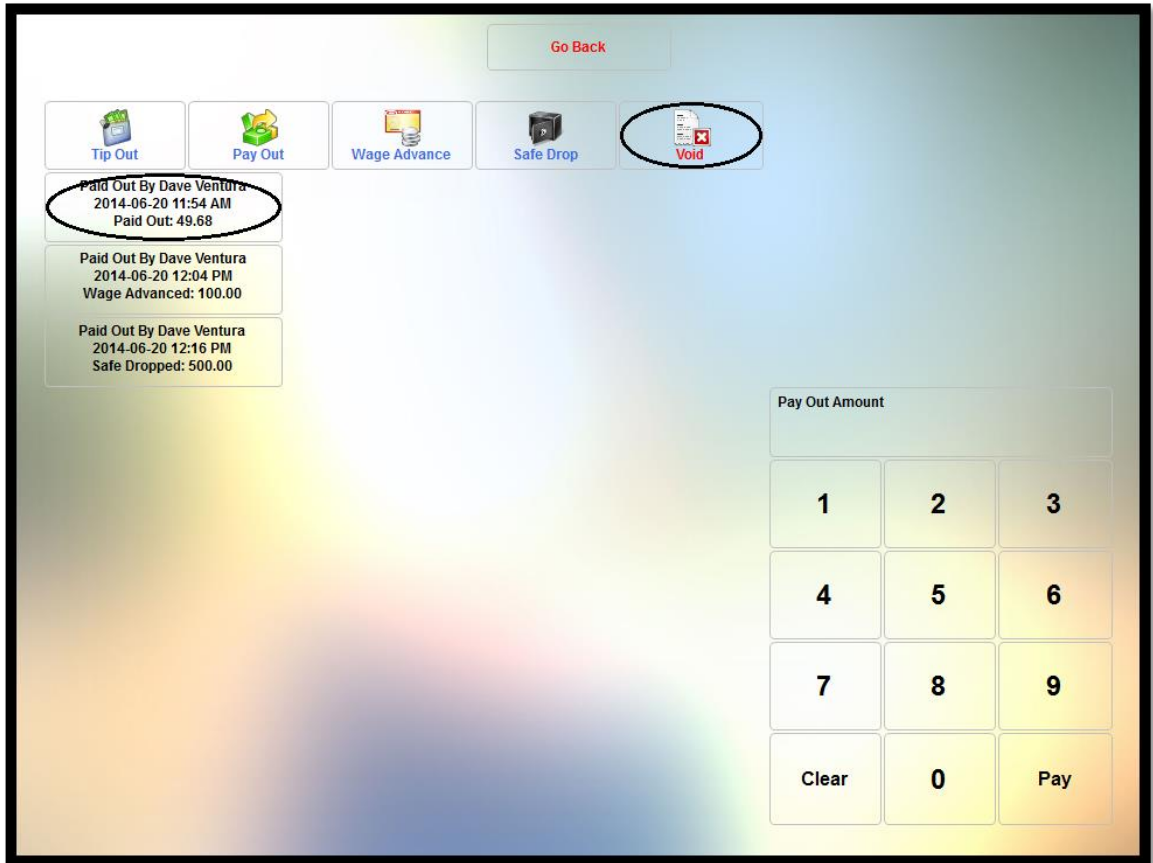 Go Back
Tip Out
Pay Out
Wage Advance
Safe Drop
Void
Paid Out By Dave Ventura
2014-06-20 11:54 AM
Paid Out: 49.68
Paid Out By Dave Ventura
2014-06-20 12:04 PM
Wage Advanced: 100.00
Paid Out By Dave Ventura
2014-06-20 12:16 PM
Safe Dropped: 500.00
Pay Out Amount
1
2
3
4
5
6
7
8
9
Clear
0
Pay